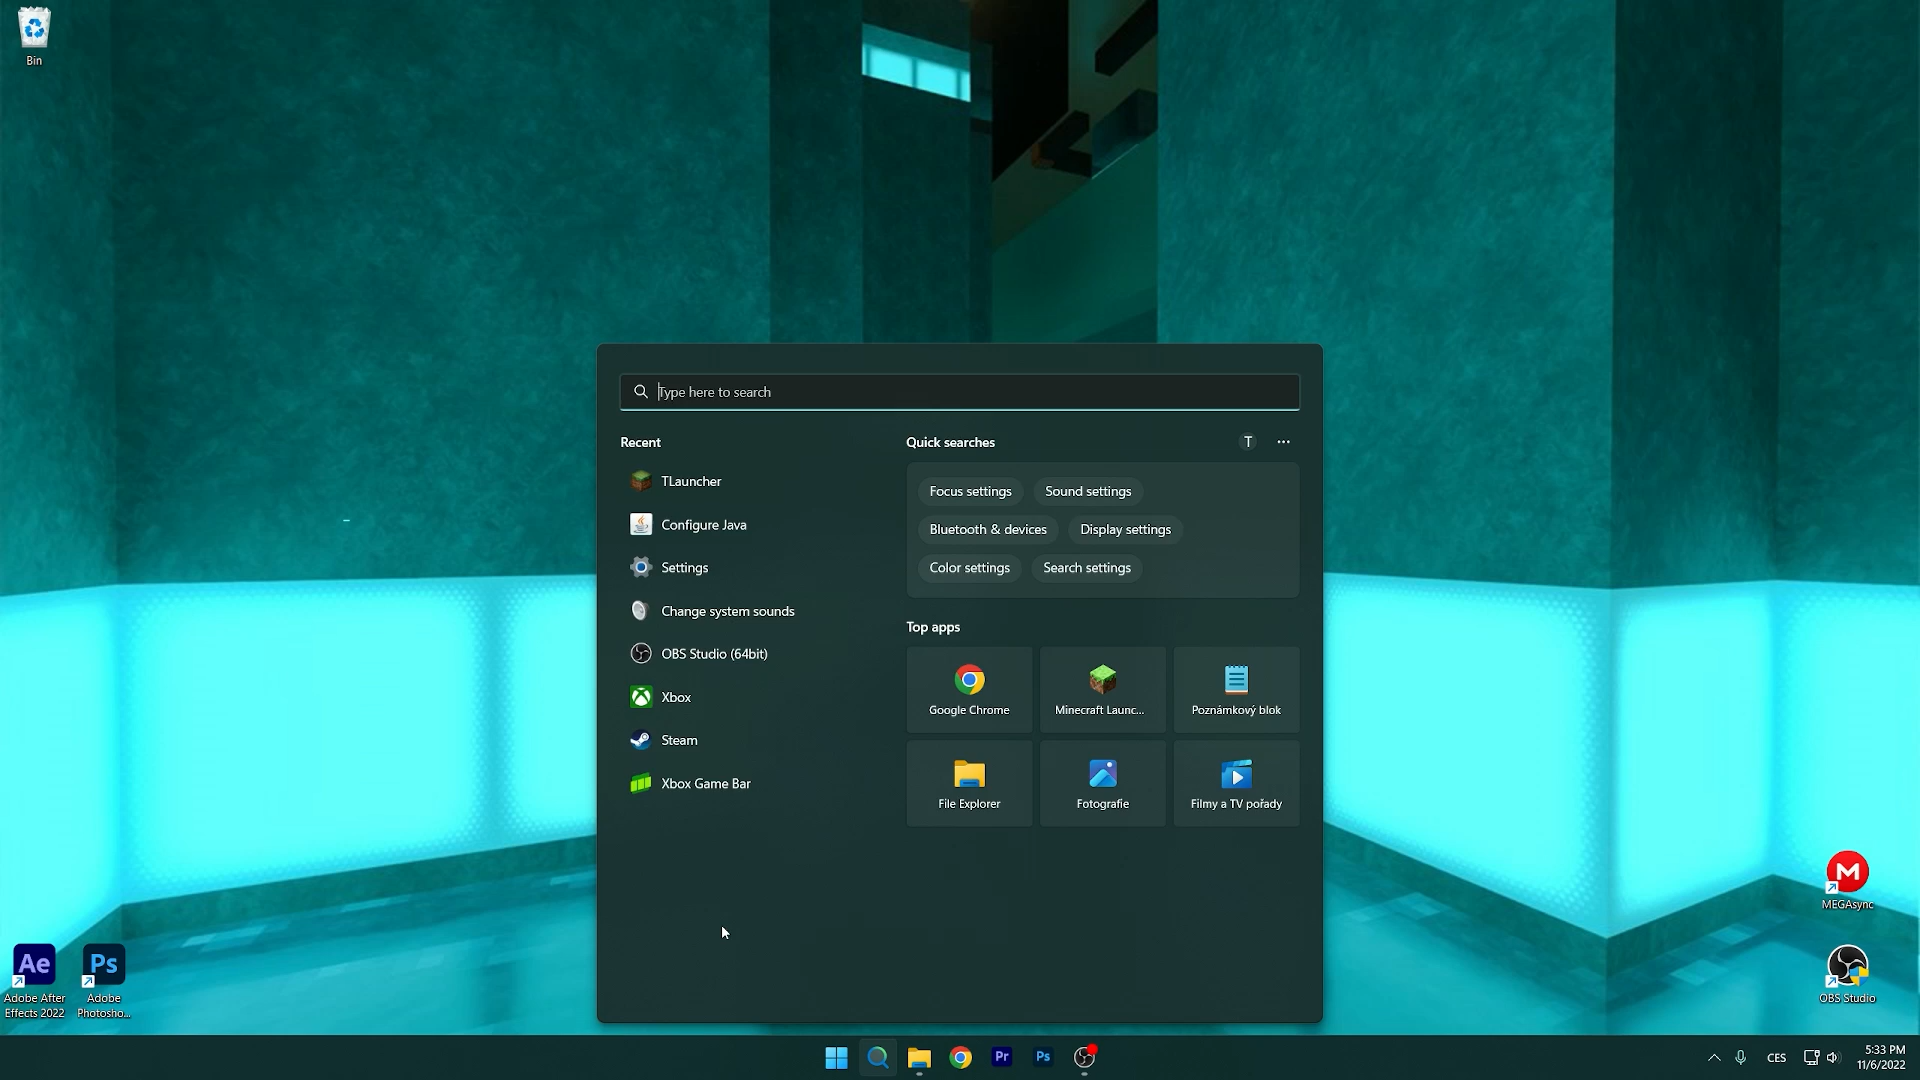 Bin
Type here to search
Recent
TLauncher
Configure Java
Settings
Change system sounds
OBS Studio (64bit)
Xbox
Steam
Xbox Game Bar
Quick searches
T
Focus settings
Sound settings
Bluetooth & devices
Display settings
Color settings
Search settings
Top apps
Google Chrome
Minecraft Launc...
Poznámkový blok
File Explorer
Fotografie
Filmy a TV pořady
M
MEGAsync
OBS Studio
Ae
Adobe After
Effects 2022
Ps
Adobe
Photosho...
Pr
Ps
CES
5:33 PM
11/6/2022